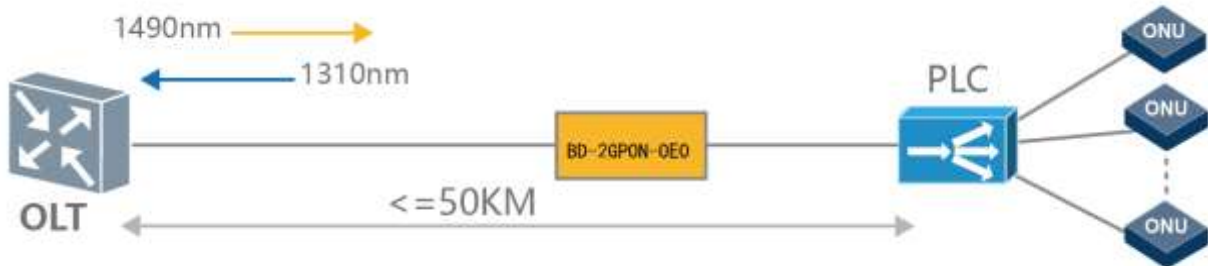 1490nm
1310nm
OLT
BD-2GPON-OEO
<=50KM
PLC
ONU
ONU
ONU